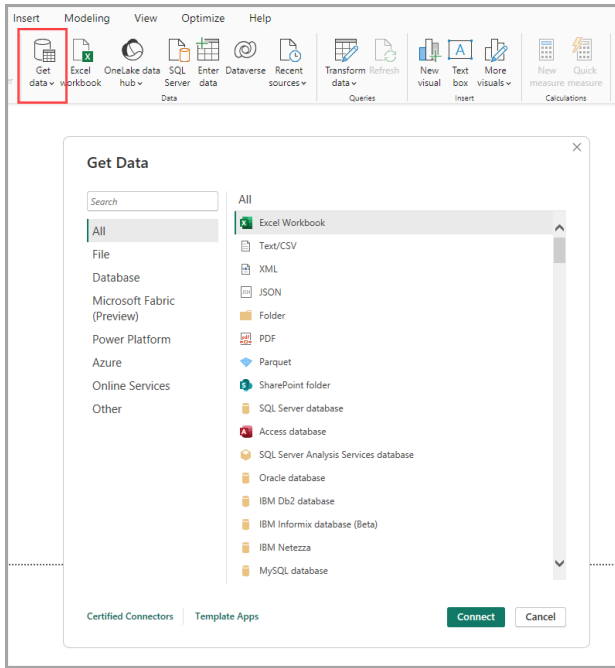 Insert Modeling View Optimize Help
Get data
Excel workbook
OneLake data hub
SQL Server
Enter data
Dataverse
Recent sources
Transform data
Refresh
New visual
Text box
More visuals
New measure
Quick measure
Data Queries Insert Calculations
Get Data
Search
All
File
Database
Microsoft Fabric
(Preview)
Power Platform
Azure
Online Services
Other
All
Excel Workbook
Text/CSV
XML
JSON
Folder
PDF
Parquet
SharePoint folder
SQL Server database
Access database
SQL Server Analysis Services database
Oracle database
IBM Db2 database
IBM Informix database (Beta)
IBM Netezza
MySQL database
Certified Connectors Template Apps Connect Cancel